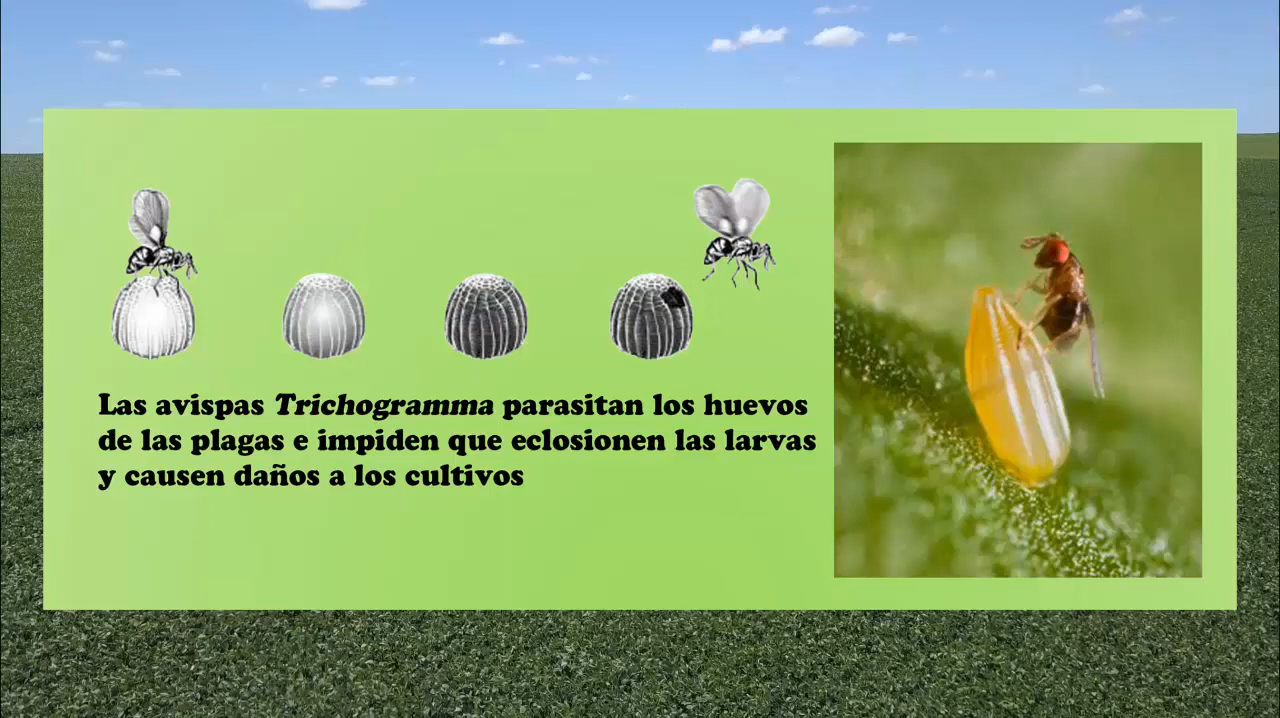 Las avispas Trichogramma parasitan los huevos
de las plagas e impiden que eclosionen las larvas
y causen daños a los cultivos